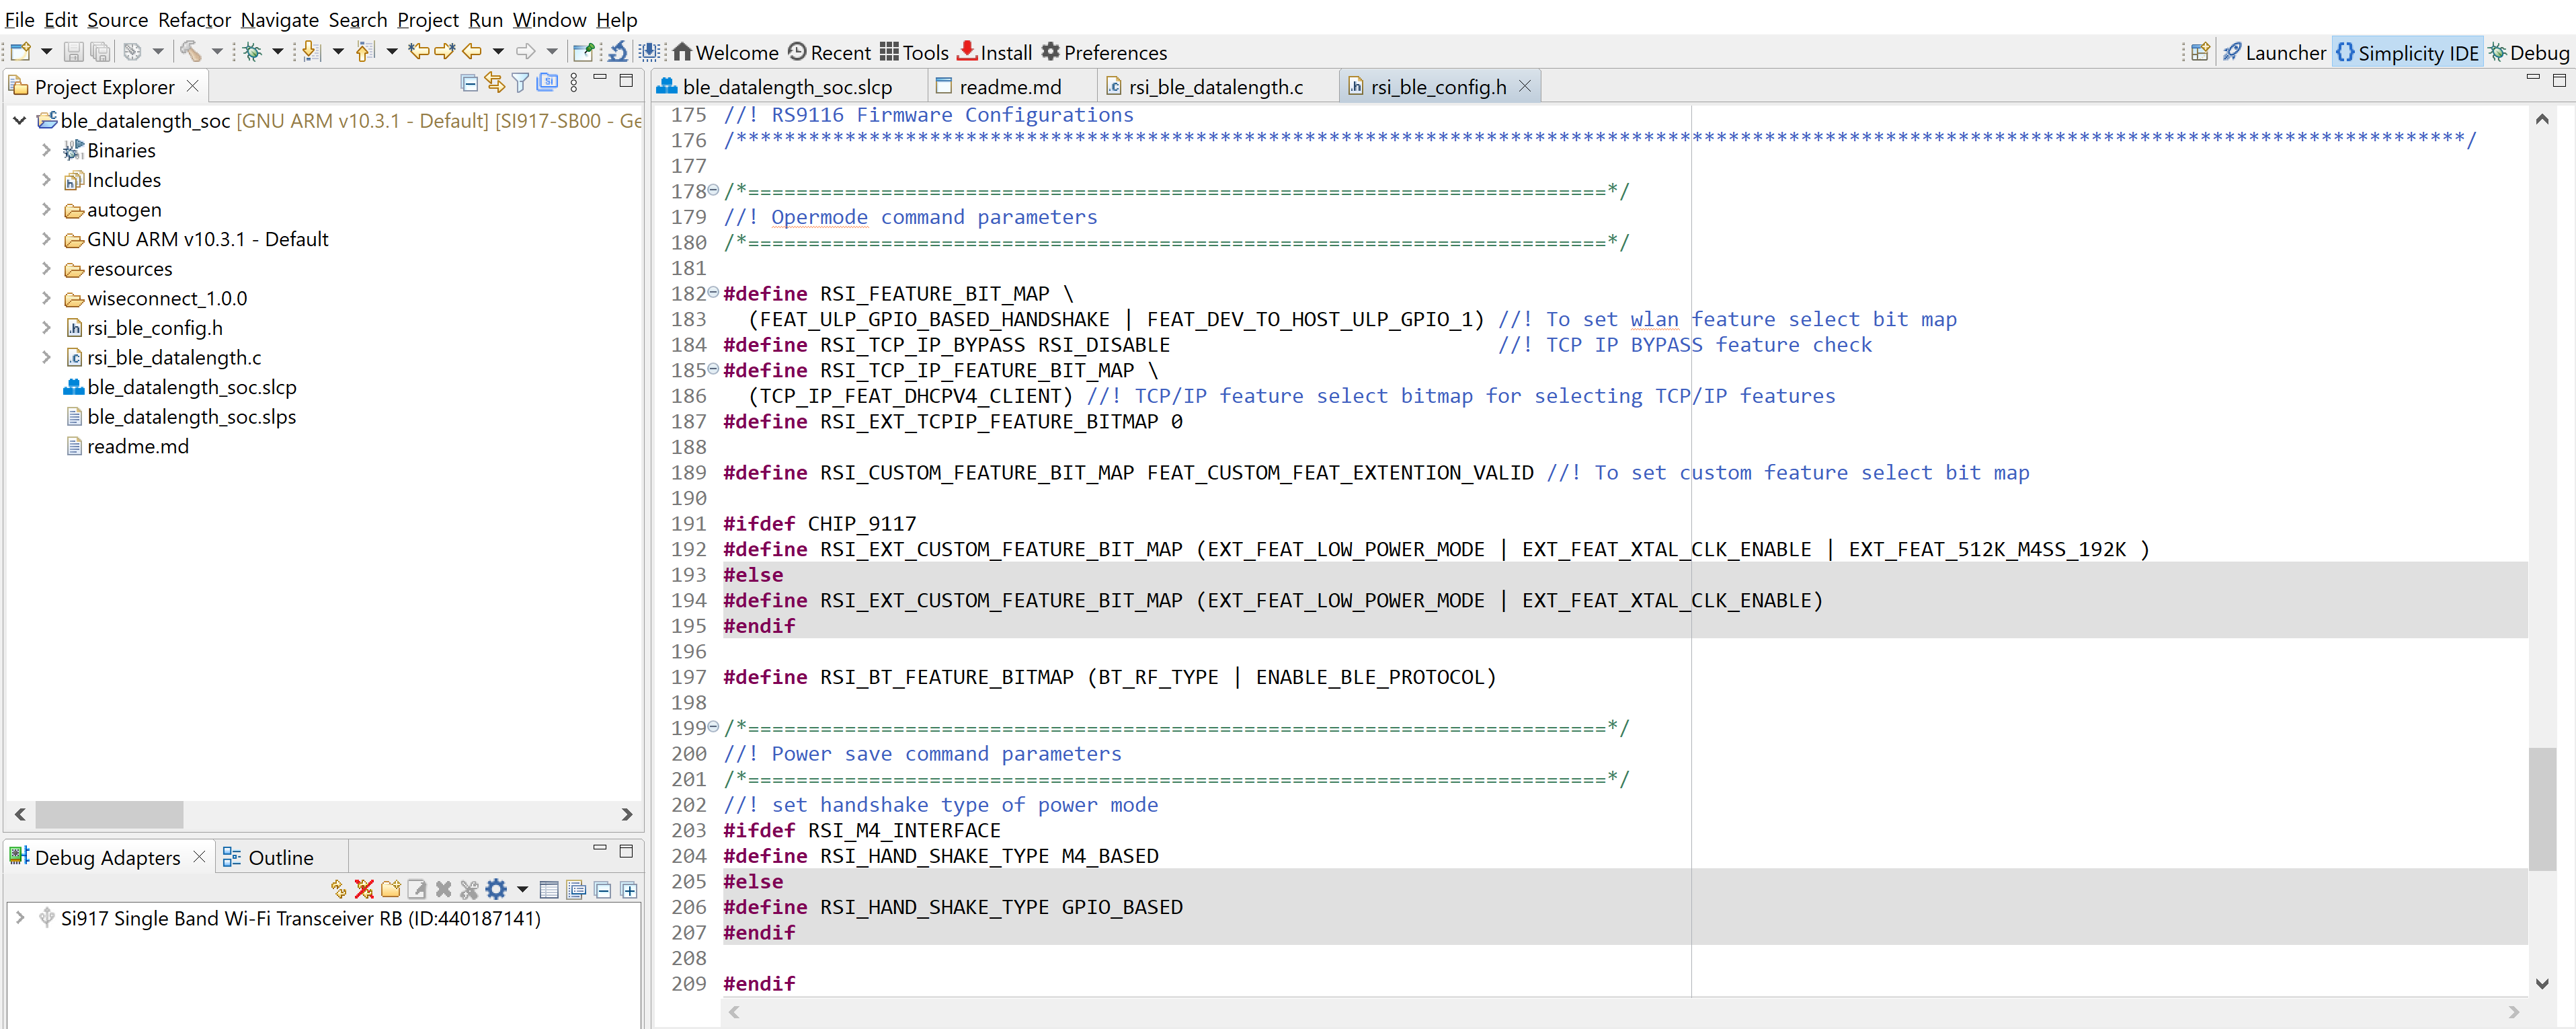 File Edit Source Refactor Navigate Search Project Run Window Help
Welcome Recent Tools Install Preferences Launcher {} Simplicity IDE Debug
Project Explorer
ble_datalength_soc [GNU ARM v10.3.1 - Default] [SI917-SB00 - Ge
Binaries
Includes
autogen
GNU ARM v10.3.1 - Default
resources
wiseconnect_1.0.0
rsi_ble_config.h
rsi_ble_datalength.c
ble_datalength_soc.slcp
ble_datalength_soc.slps
readme.md
Debug Adapters Outline
Si917 Single Band Wi-Fi Transceiver RB (ID:440187141)
ble_datalength_soc.slcp readme.md rsi_ble_datalength.c rsi_ble_config.h
175 //! RS9116 Firmware Configurations
176 /************************************************************************************************************************************************/
177
178 /*=======================================================================*/
179 //! Opermode command parameters
180 /*=======================================================================*/
181
182 #define RSI_FEATURE_BIT_MAP \
183 (FEAT_ULP_GPIO_BASED_HANDSHAKE | FEAT_DEV_TO_HOST_ULP_GPIO_1) //! To set wlan feature select bit map
184 #define RSI_TCP_IP_BYPASS RSI_DISABLE //! TCP IP BYPASS feature check
185 #define RSI_TCP_IP_FEATURE_BIT_MAP \
186 (TCP_IP_FEAT_DHCPV4_CLIENT) //! TCP/IP feature select bitmap for selecting TCP/IP features
187 #define RSI_EXT_TCPIP_FEATURE_BITMAP 0
188
189 #define RSI_CUSTOM_FEATURE_BIT_MAP FEAT_CUSTOM_FEAT_EXTENTION_VALID //! To set custom feature select bit map
190
191 #ifdef CHIP_9117
192 #define RSI_EXT_CUSTOM_FEATURE_BIT_MAP (EXT_FEAT_LOW_POWER_MODE | EXT_FEAT_XTAL_CLK_ENABLE | EXT_FEAT_512K_M4SS_192K )
193 #else
194 #define RSI_EXT_CUSTOM_FEATURE_BIT_MAP (EXT_FEAT_LOW_POWER_MODE | EXT_FEAT_XTAL_CLK_ENABLE)
195 #endif
196
197 #define RSI_BT_FEATURE_BITMAP (BT_RF_TYPE | ENABLE_BLE_PROTOCOL)
198
199 /*=======================================================================*/
200 //! Power save command parameters
201 /*=======================================================================*/
202 //! set handshake type of power mode
203 #ifdef RSI_M4_INTERFACE
204 #define RSI_HAND_SHAKE_TYPE M4_BASED
205 #else
206 #define RSI_HAND_SHAKE_TYPE GPIO_BASED
207 #endif
208
209 #endif